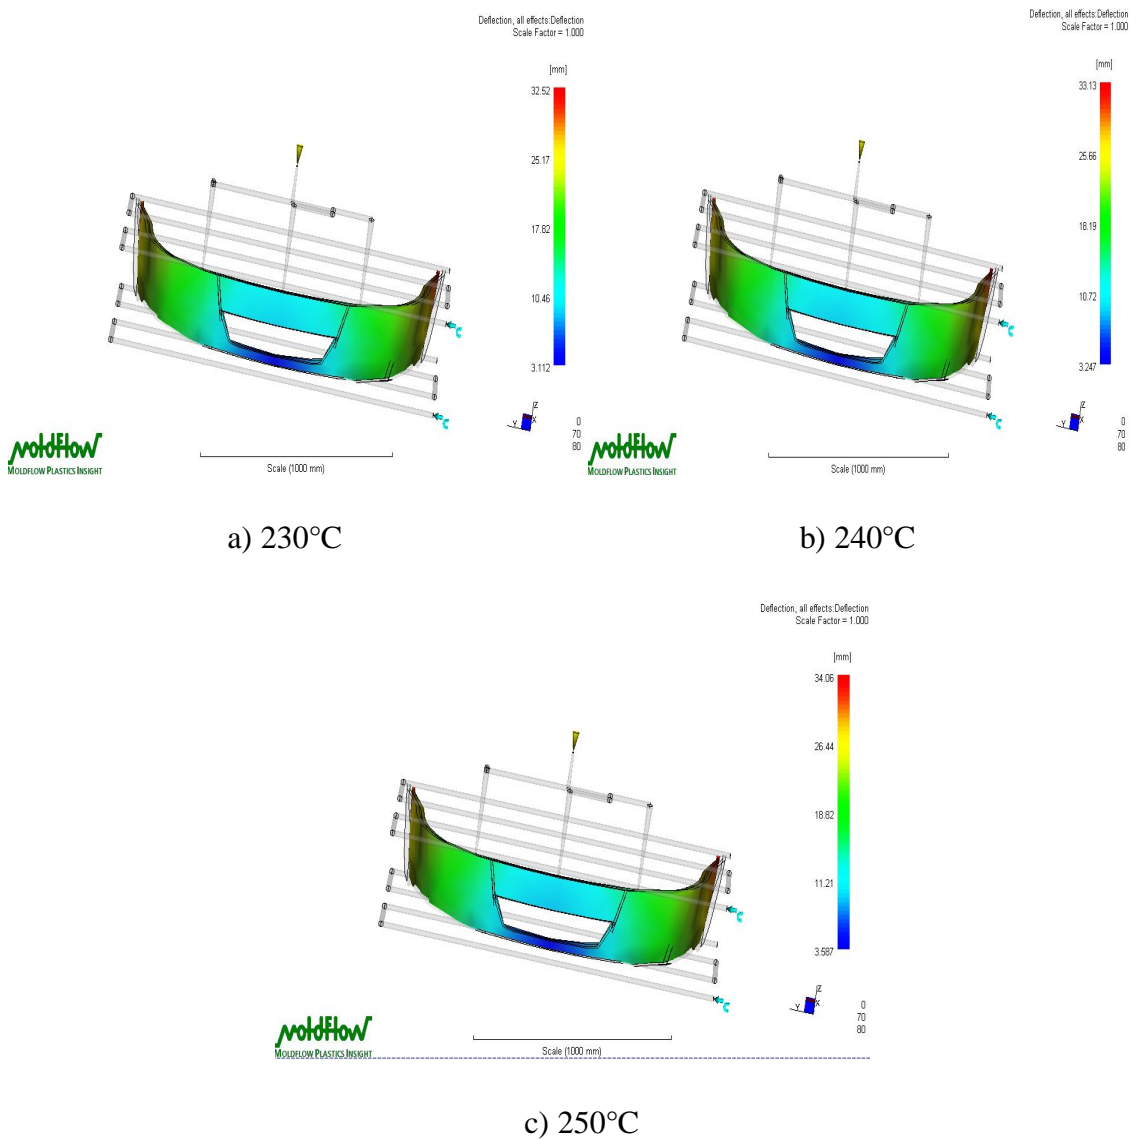 Deflection, all effects:Deflection
Scale Factor = 1.000
[mm]
32.52
25.17
17.82
10.46
3.112
Z
Y
X
0
70
80
moldflow
MOLDFLOW PLASTICS INSIGHT
Scale (1000 mm)
a) 230°C
Deflection, all effects:Deflection
Scale Factor = 1.000
[mm]
33.13
25.66
18.19
10.72
3.247
Z
Y
X
0
70
80
moldflow
MOLDFLOW PLASTICS INSIGHT
Scale (1000 mm)
b) 240°C
Deflection, all effects:Deflection
Scale Factor = 1.000
[mm]
34.06
26.44
18.82
11.21
3.587
Z
Y
X
0
70
80
moldflow
MOLDFLOW PLASTICS INSIGHT
Scale (1000 mm)
c) 250°C